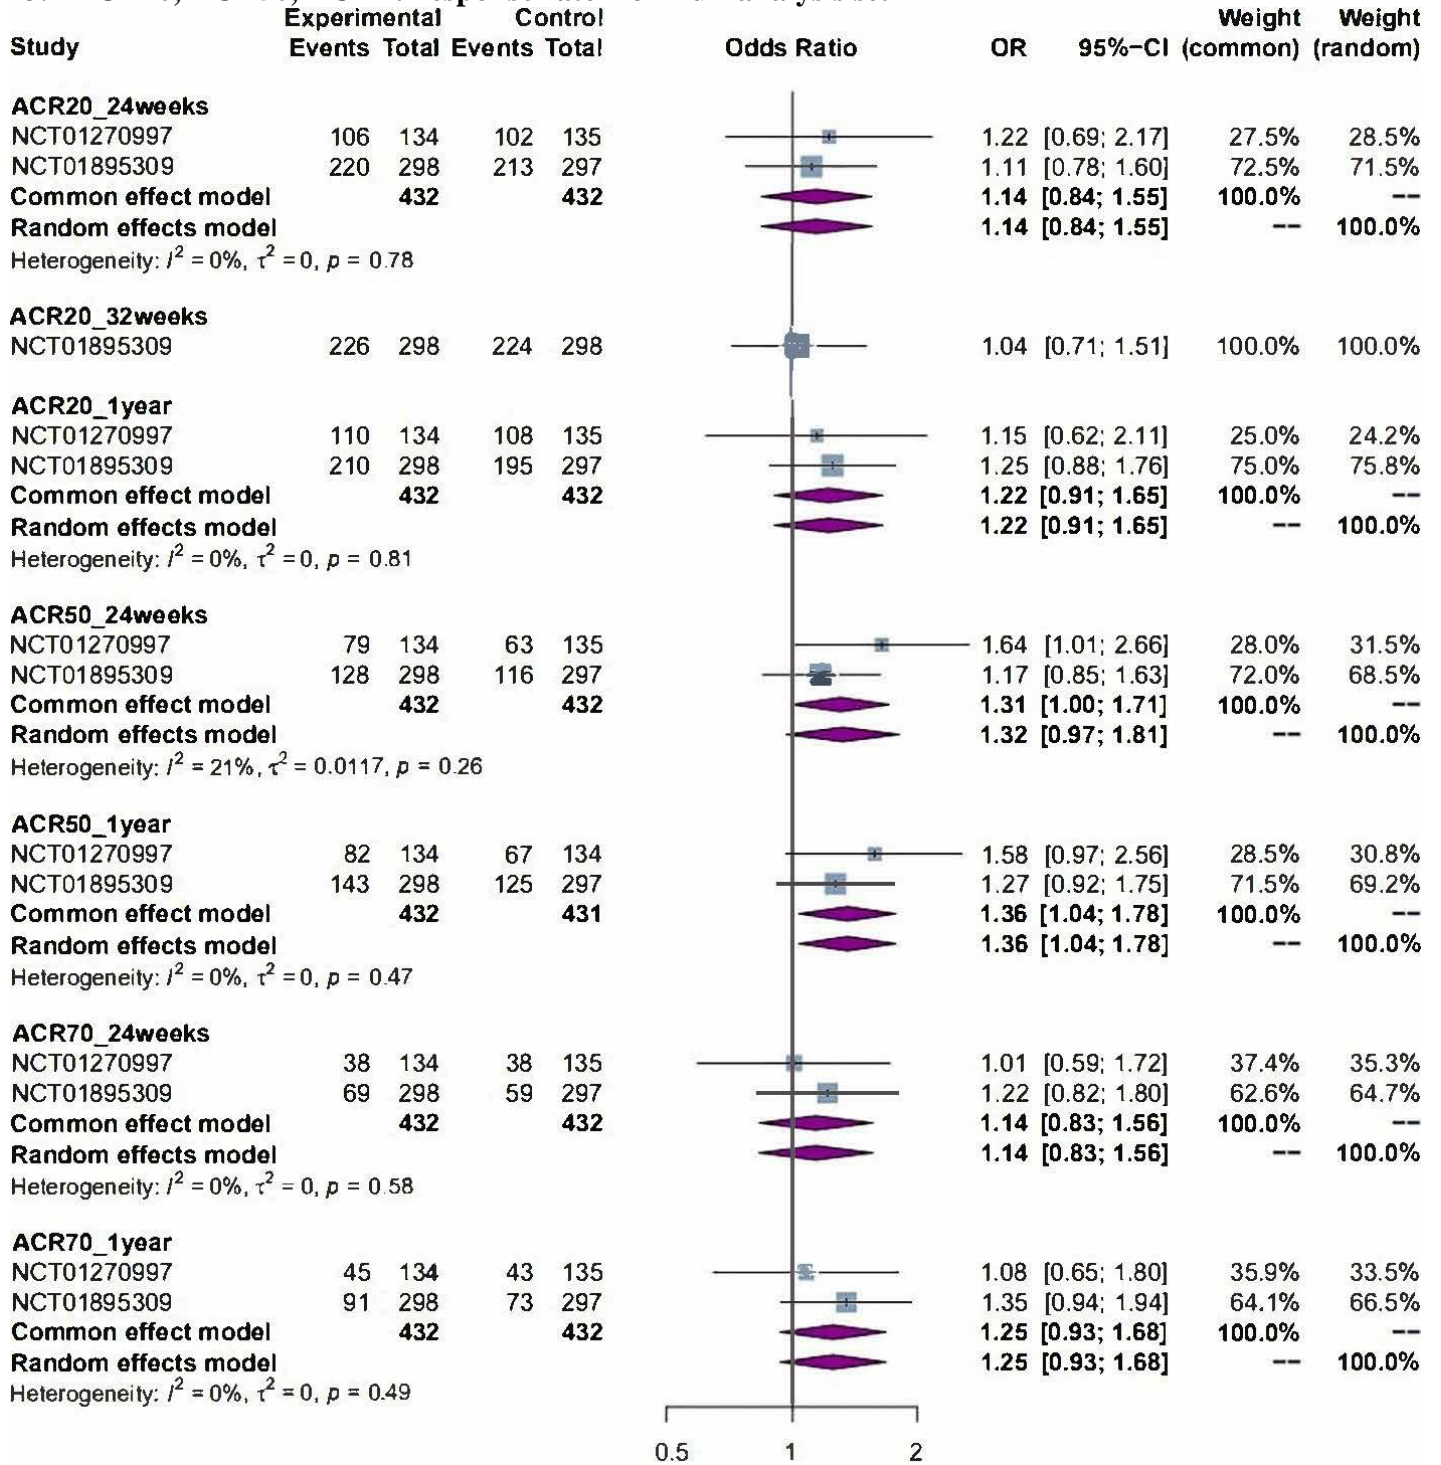 Experimental Control Weight Weight
Study Events Total Events Total Odds Ratio OR 95%-CI (common) (random)
ACR20_24weeks
NCT01270997 106 134 102 135 1.22 [0.69; 2.17] 27.5% 28.5%
NCT01895309 220 298 213 297 1.11 [0.78; 1.60] 72.5% 71.5%
Common effect model 432 432 1.14 [0.84; 1.55] 100.0% --
Random effects model 1.14 [0.84; 1.55] -- 100.0%
Heterogeneity: I² = 0%, τ² = 0, p = 0.78
ACR20_32weeks
NCT01895309 226 298 224 298 1.04 [0.71; 1.51] 100.0% 100.0%
ACR20_1year
NCT01270997 110 134 108 135 1.15 [0.62; 2.11] 25.0% 24.2%
NCT01895309 210 298 195 297 1.25 [0.88; 1.76] 75.0% 75.8%
Common effect model 432 432 1.22 [0.91; 1.65] 100.0% --
Random effects model 1.22 [0.91; 1.65] -- 100.0%
Heterogeneity: I² = 0%, τ² = 0, p = 0.81
ACR50_24weeks
NCT01270997 79 134 63 135 1.64 [1.01; 2.66] 28.0% 31.5%
NCT01895309 128 298 116 297 1.17 [0.85; 1.63] 72.0% 68.5%
Common effect model 432 432 1.31 [1.00; 1.71] 100.0% --
Random effects model 1.32 [0.97; 1.81] -- 100.0%
Heterogeneity: I² = 21%, τ² = 0.0117, p = 0.26
ACR50_1year
NCT01270997 82 134 67 134 1.58 [0.97; 2.56] 28.5% 30.8%
NCT01895309 143 298 125 297 1.27 [0.92; 1.75] 71.5% 69.2%
Common effect model 432 431 1.36 [1.04; 1.78] 100.0% --
Random effects model 1.36 [1.04; 1.78] -- 100.0%
Heterogeneity: I² = 0%, τ² = 0, p = 0.47
ACR70_24weeks
NCT01270997 38 134 38 135 1.01 [0.59; 1.72] 37.4% 35.3%
NCT01895309 69 298 59 297 1.22 [0.82; 1.80] 62.6% 64.7%
Common effect model 432 432 1.14 [0.83; 1.56] 100.0% --
Random effects model 1.14 [0.83; 1.56] -- 100.0%
Heterogeneity: I² = 0%, τ² = 0, p = 0.58
ACR70_1year
NCT01270997 45 134 43 135 1.08 [0.65; 1.80] 35.9% 33.5%
NCT01895309 91 298 73 297 1.35 [0.94; 1.94] 64.1% 66.5%
Common effect model 432 432 1.25 [0.93; 1.68] 100.0% --
Random effects model 1.25 [0.93; 1.68] -- 100.0%
Heterogeneity: I² = 0%, τ² = 0, p = 0.49
0.5 1 2